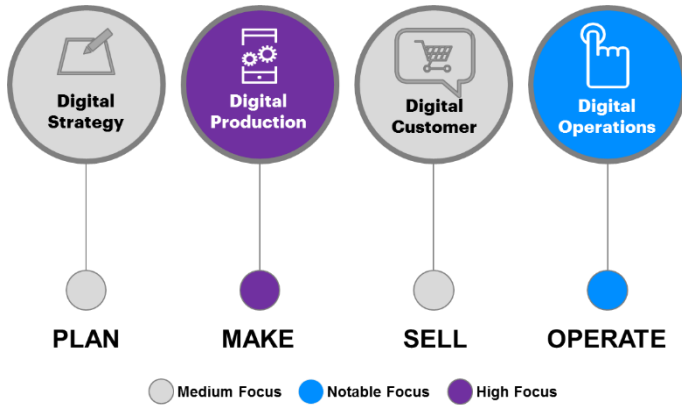 Digital
Strategy
Digital
Production
Digital
Customer
Digital
Operations
PLAN
MAKE
SELL
OPERATE
Medium Focus
Notable Focus
High Focus